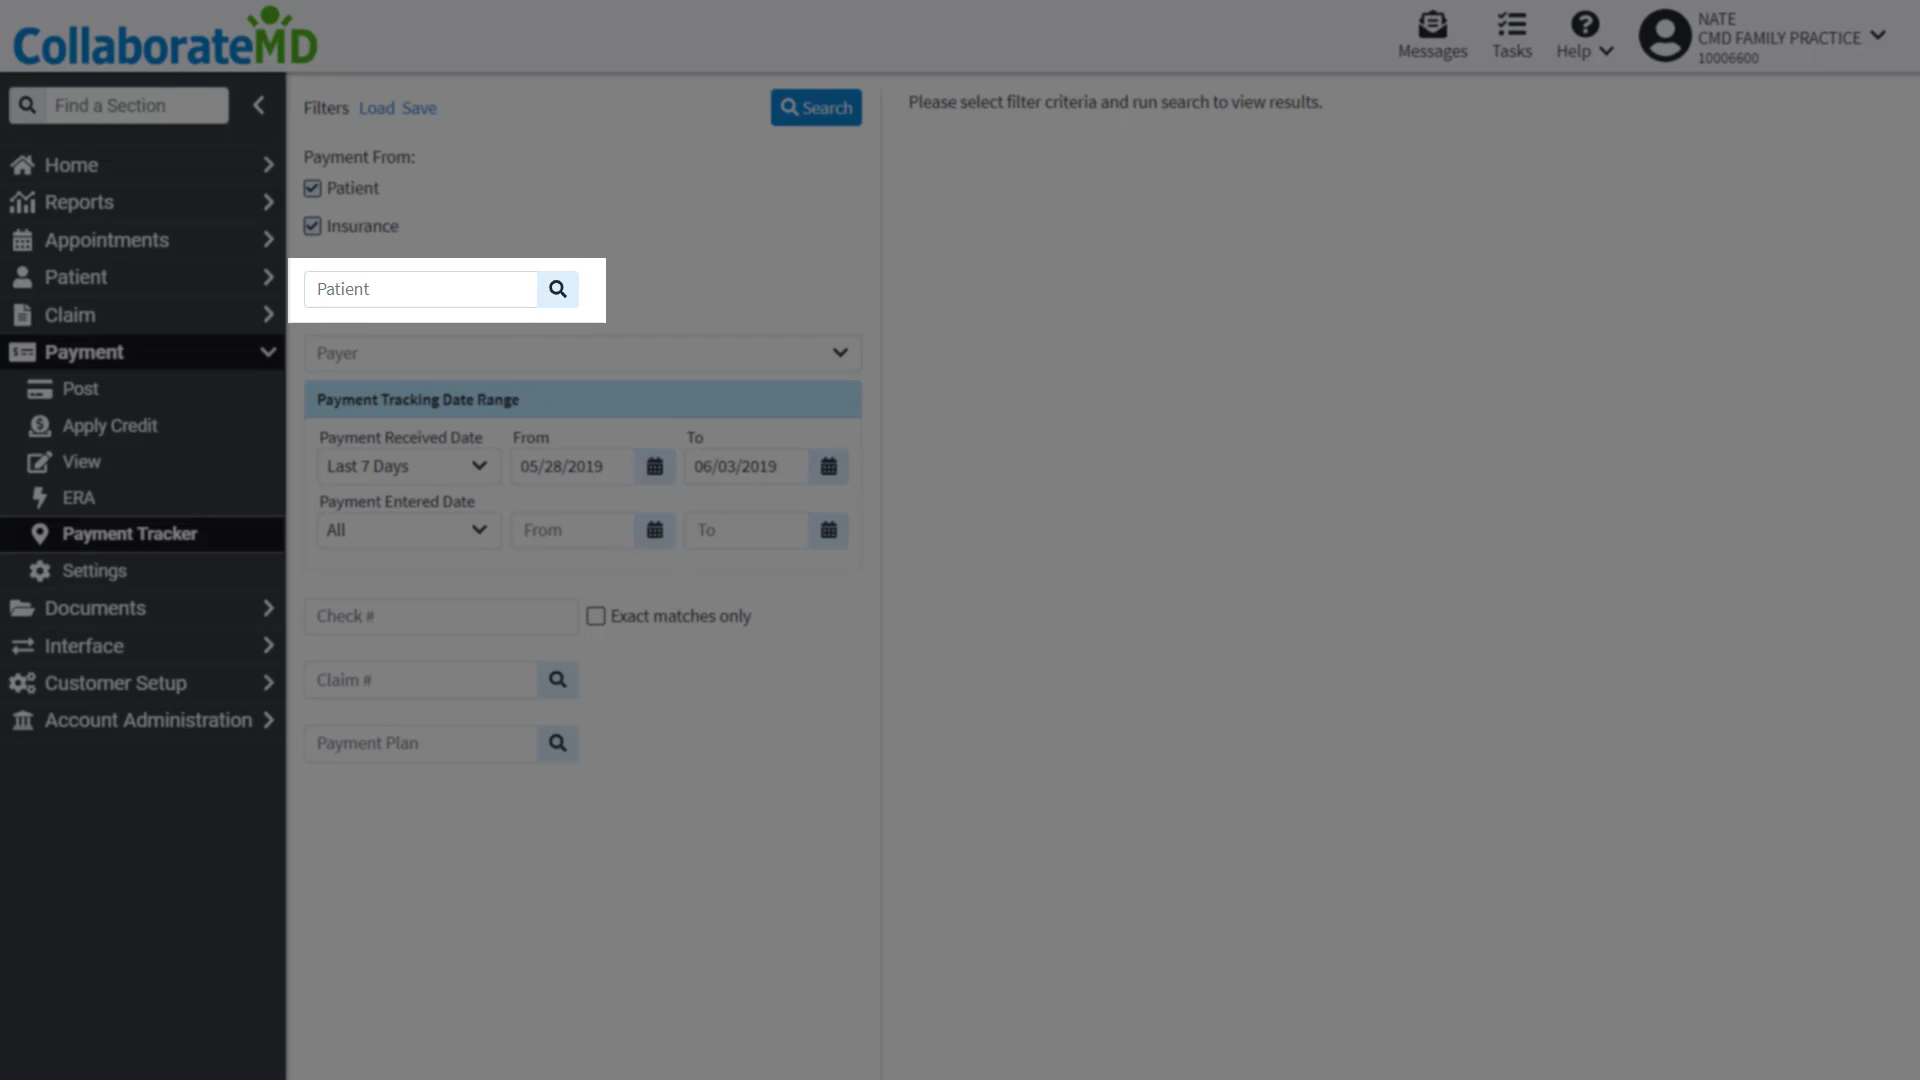 CollaborateMD
Messages
Tasks
Help
NATE
CMD FAMILY PRACTICE
10006600
Find a Section
Home
Reports
Appointments
Patient
Claim
Payment
Post
Apply Credit
View
ERA
Payment Tracker
Settings
Documents
Interface
Customer Setup
Account Administration
Filters Load Save
Search
Payment From:
Patient
Insurance
Patient
Payer
Payment Tracking Date Range
Payment Received Date From To
Last 7 Days 05/28/2019 06/03/2019
Payment Entered Date
All From To
Check # Exact matches only
Claim #
Payment Plan
Please select filter criteria and run search to view results.